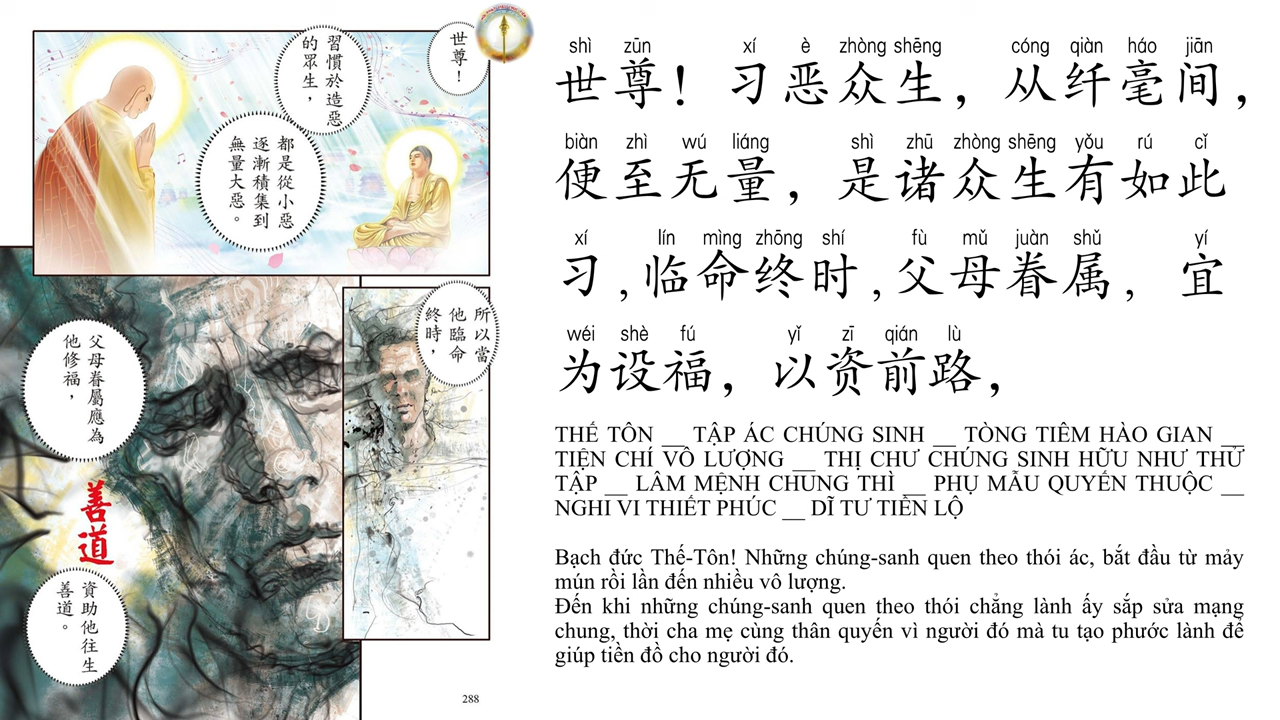 世尊！
習慣於造惡
的眾生，
都是從小惡
逐漸積集到
無量大惡。
所以當
他臨命
終時，
父母眷屬應為
他修福，
善道
資助他往生
善道。
288
shì zūn xí è zhòng shēng cóng qiàn háo jiān
世尊！习恶众生，从纤毫间，
biàn zhì wú liáng shì zhū zhòng shēng yǒu rú cǐ
便至无量，是诸众生有如此
xí lín mìng zhōng shí fù mǔ juàn shǔ yí
习，临命终时，父母眷属，宜
wéi shè fú yǐ zī qián lù
为设福，以资前路，
THẾ TÔN __ TẬP ÁC CHÚNG SINH __ TÒNG TIÊM HÀO GIAN __
TIỆN CHÍ VÔ LƯỢNG __ THỊ CHƯ CHÚNG SINH HỮU NHƯ THỬ
TẬP __ LÂM MỆNH CHUNG THÌ __ PHỤ MẪU QUYẾN THUỘC __
NGHI VI THIẾT PHÚC __ DĨ TƯ TIỀN LỘ
Bạch đức Thế-Tôn! Những chúng-sanh quen theo thói ác, bắt đầu từ mảy
mún rồi lần đến nhiều vô lượng.
Đến khi những chúng-sanh quen theo thói chẳng lành ấy sắp sửa mạng
chung, thời cha mẹ cùng thân quyến vì người đó mà tu tạo phước lành để
giúp tiền đồ cho người đó.